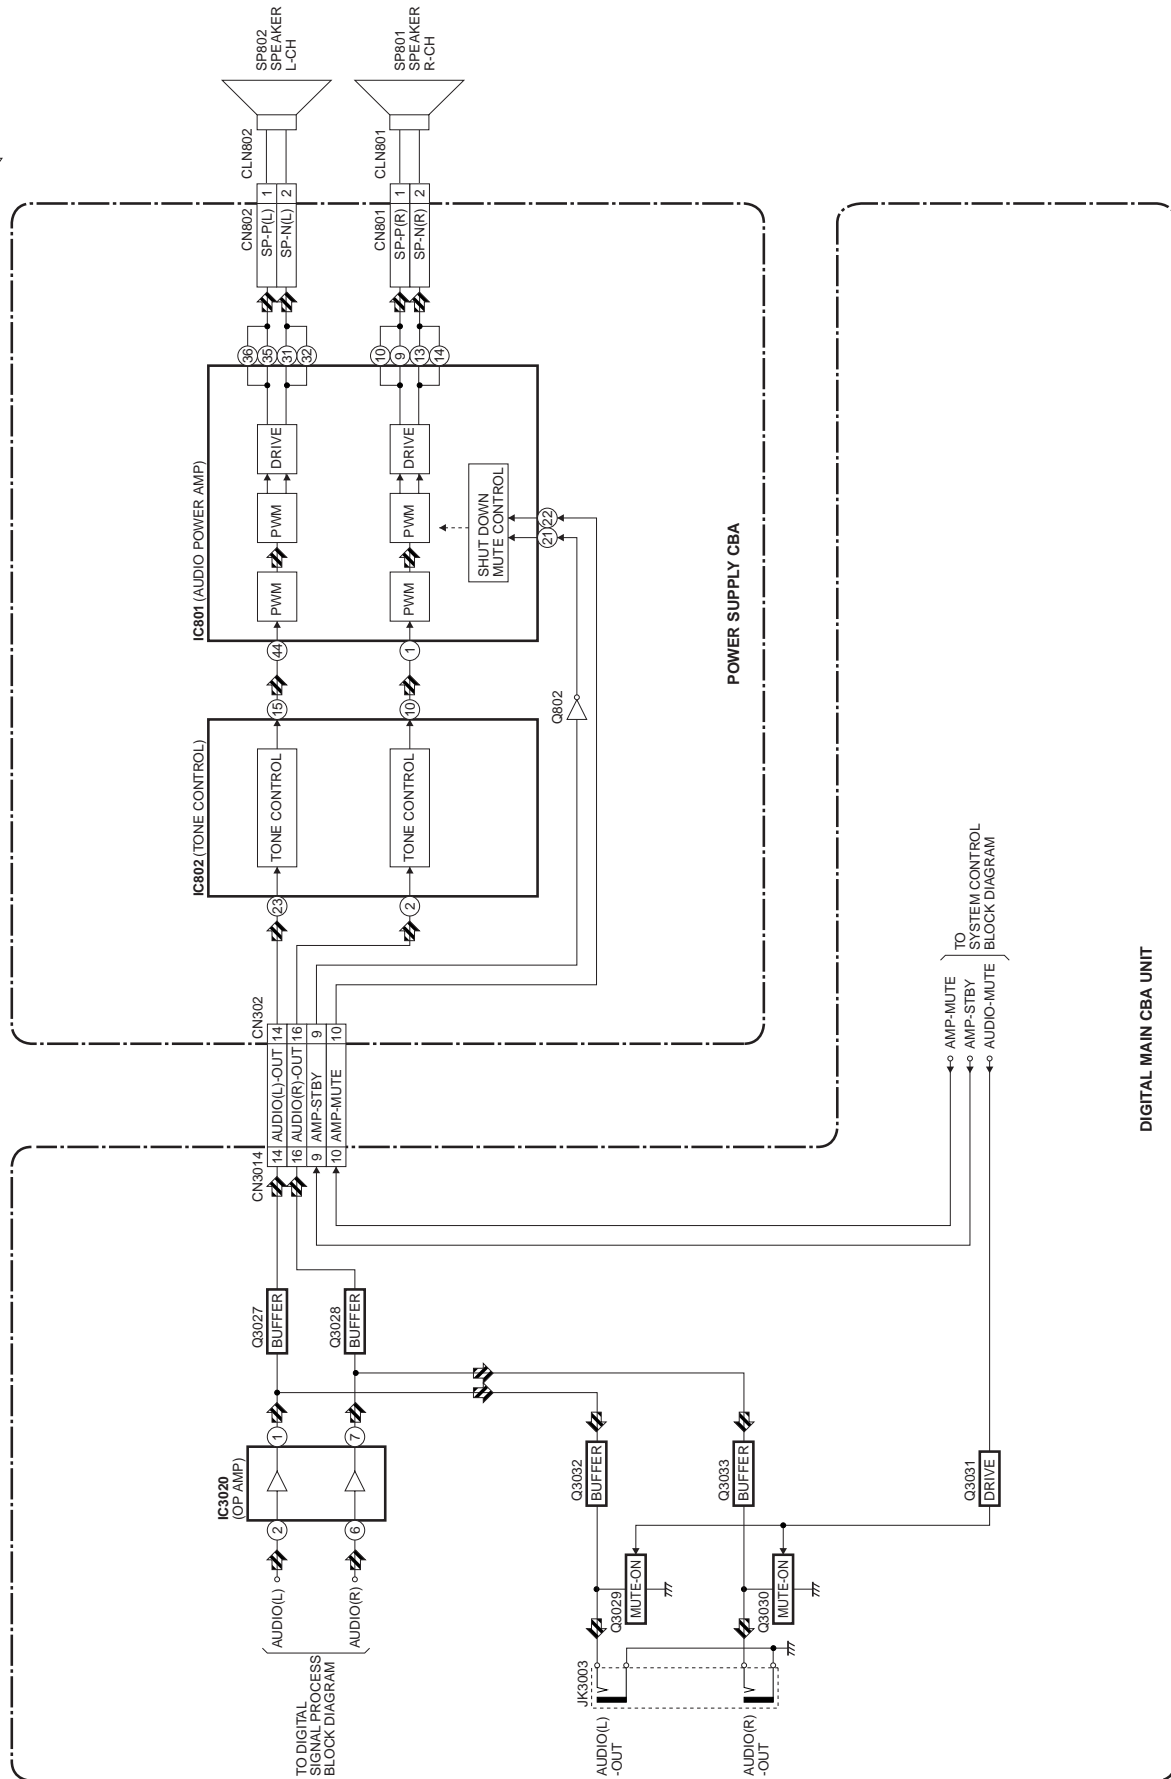 SP802
SPEAKER
L-CH
SP801
SPEAKER
R-CH
CLN802
CLN801
CN802
SP-P(L) 1
SP-N(L) 2
CN801
SP-P(R) 1
SP-N(R) 2
36
35
31
32
10
9
13
14
IC801 (AUDIO POWER AMP)
DRIVE
PWM
PWM
DRIVE
PWM
PWM
SHUT DOWN
MUTE CONTROL
21
22
44
1
15
10
IC802 (TONE CONTROL)
TONE CONTROL
TONE CONTROL
23
2
Q802
POWER SUPPLY CBA
CN302
CN3014
14 AUDIO(L)-OUT 14
16 AUDIO(R)-OUT 16
9 AMP-STBY 9
10 AMP-MUTE 10
Q3027
BUFFER
Q3028
BUFFER
IC3020
(OP AMP)
1
7
2
6
AUDIO(L)
AUDIO(R)
TO DIGITAL
SIGNAL PROCESS
BLOCK DIAGRAM
Q3032
BUFFER
Q3033
BUFFER
Q3029
MUTE-ON
Q3030
MUTE-ON
Q3031
DRIVE
JK3003
AUDIO(L)
-OUT
AUDIO(R)
-OUT
AMP-MUTE
AMP-STBY
AUDIO-MUTE
TO
SYSTEM CONTROL
BLOCK DIAGRAM
DIGITAL MAIN CBA UNIT